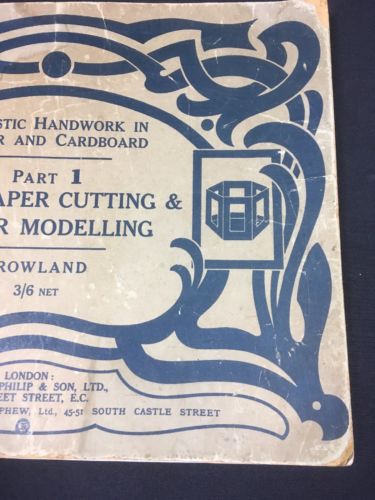 STIC HANDWORK IN
R AND CARDBOARD
PART 1
APER CUTTING &
R MODELLING
ROWLAND
3/6 NET
LONDON:
PHILIP & SON, LTD.,
EET STREET, E.C.
PHEW, Ltd., 45-51 SOUTH CASTLE STREET